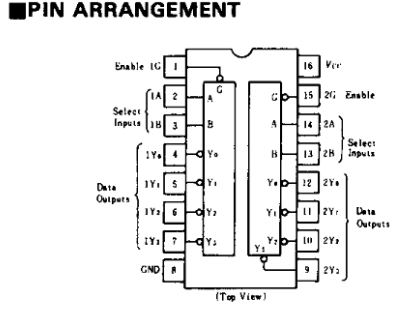 ■PIN ARRANGEMENT
Enable 1G 1 16 Vcc
G
1A 2 A G 15 2G Enable
Select Inputs
1B 3 B A 14 2A
Select Inputs
B 13 2B
1Y0 4 Y0 Y0 12 2Y0
1Y1 5 Y1 Y1 11 2Y1
Data Outputs
Data Outputs
1Y2 6 Y2 Y2 10 2Y2
1Y3 7 Y3 Y3
GND 8 9 2Y3
(Top View)